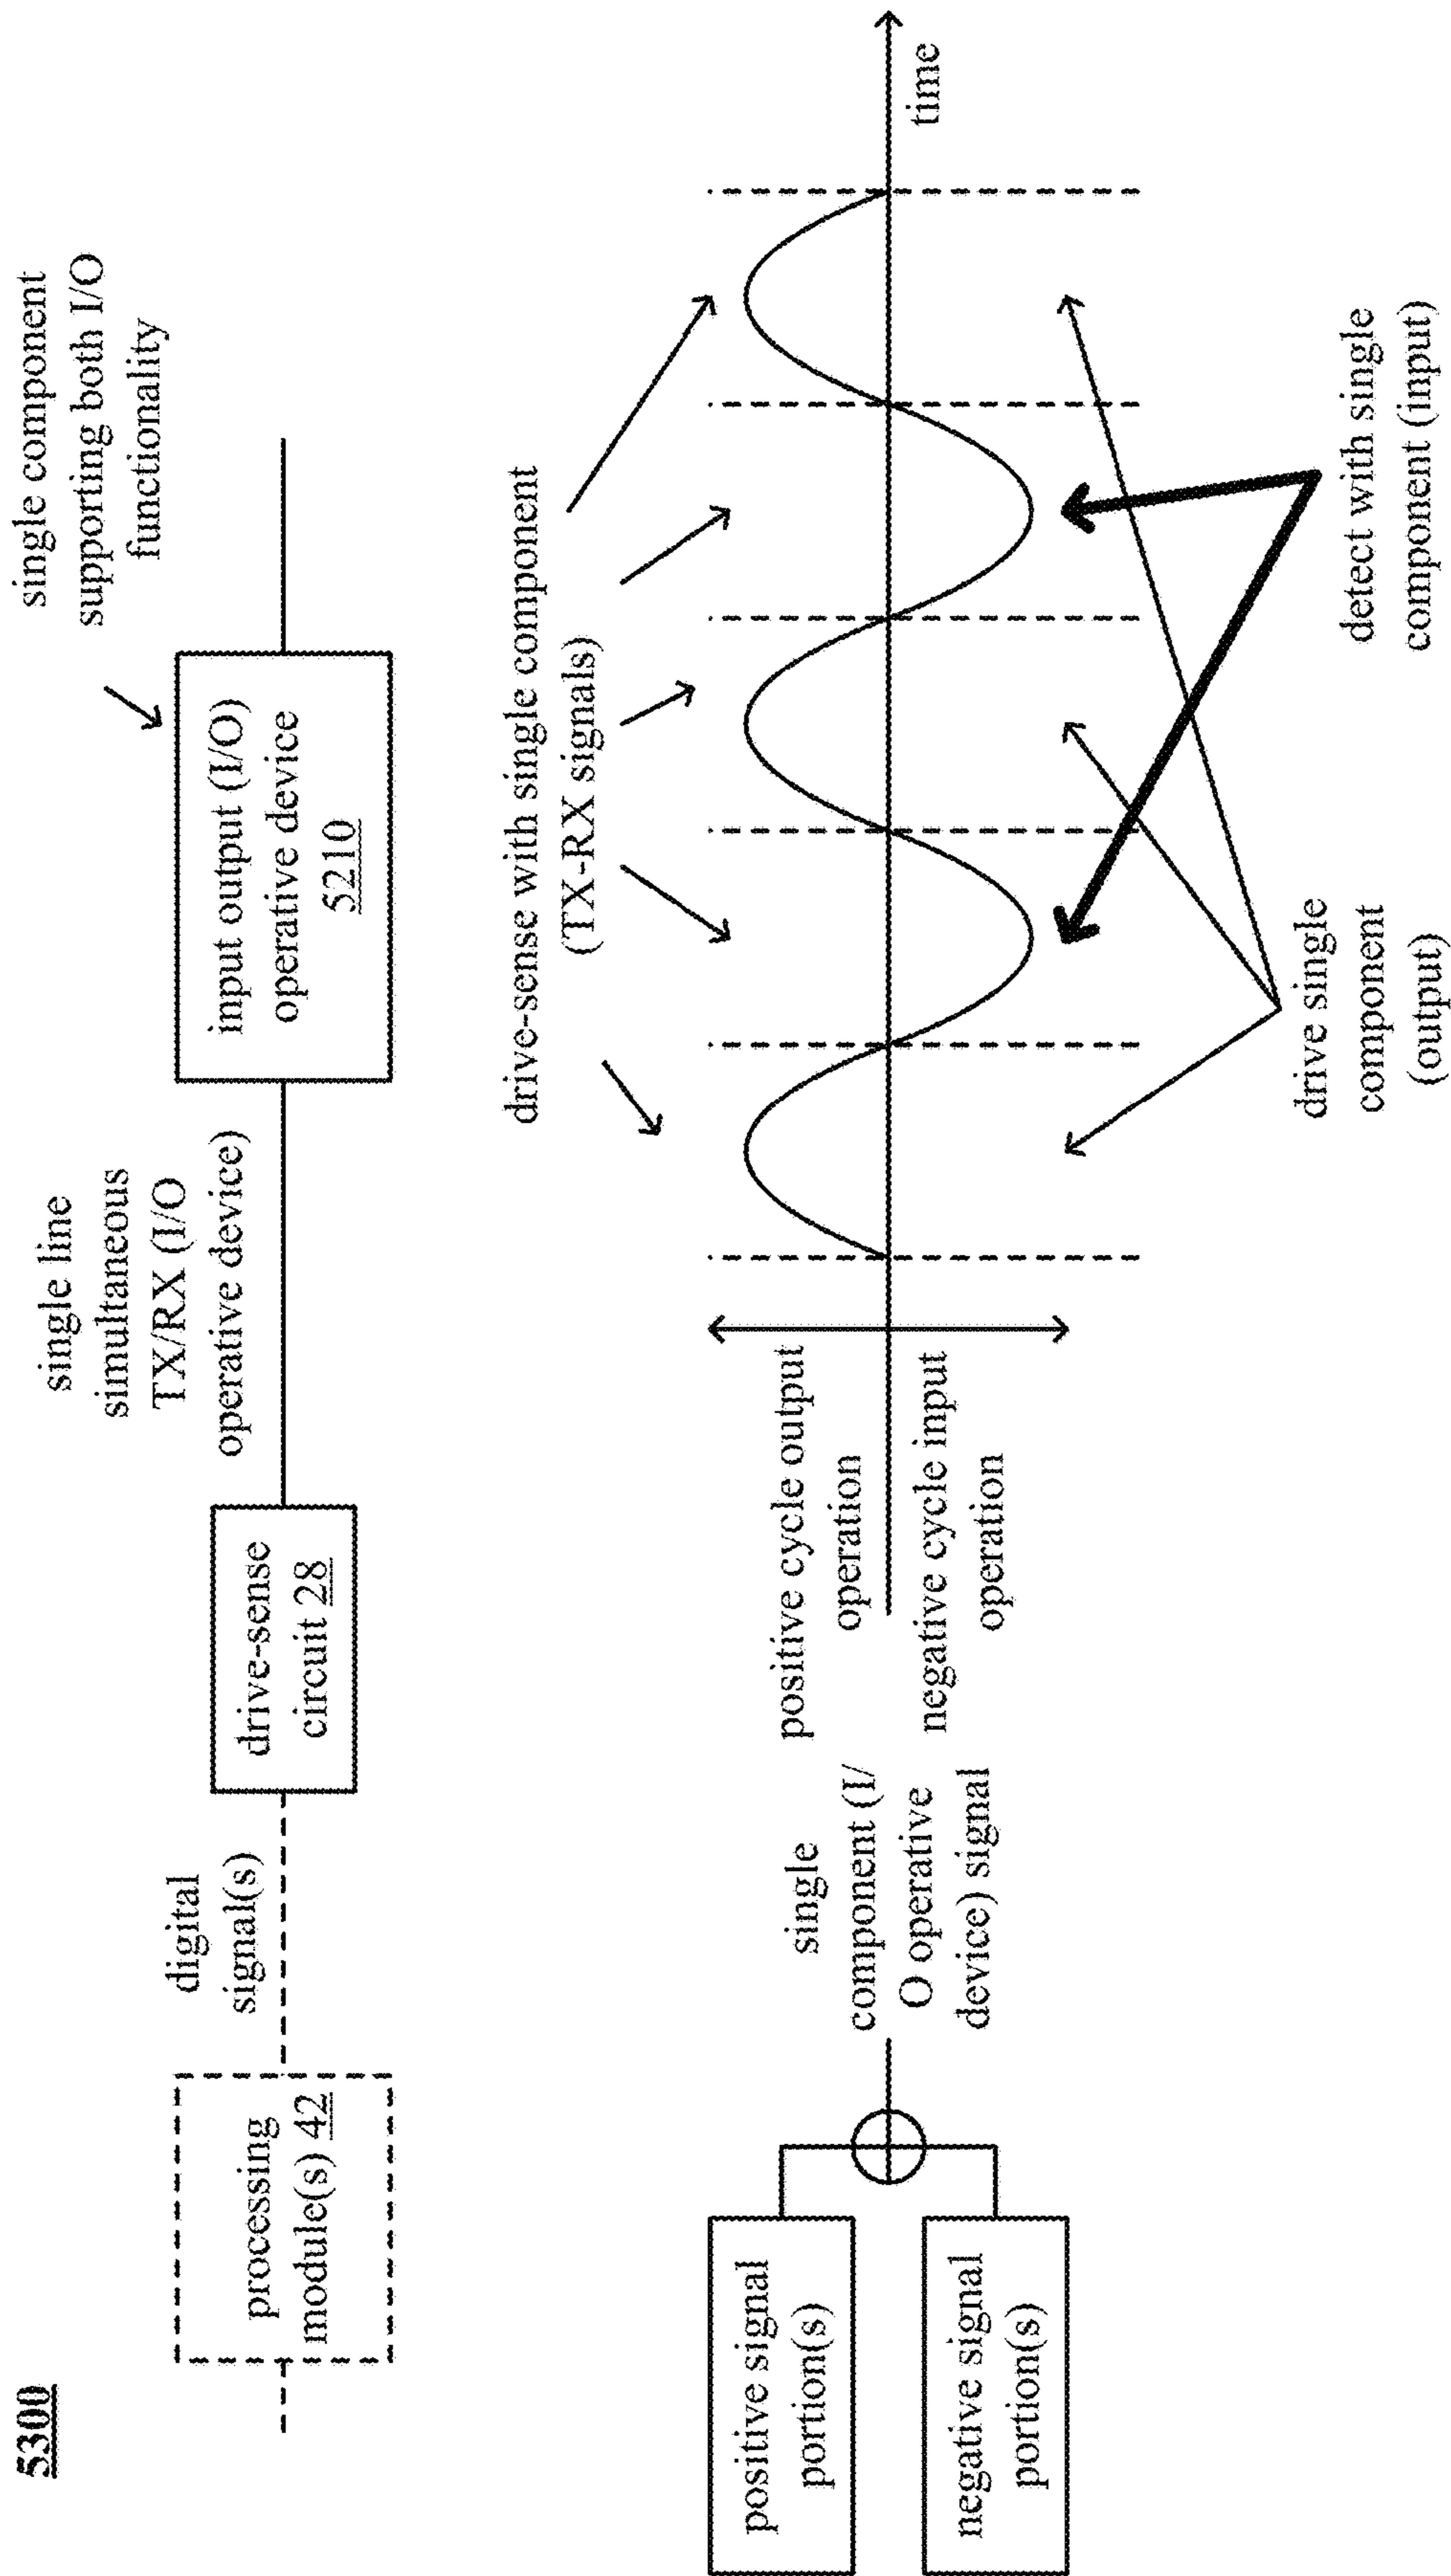 5300
processing
module(s) 42
digital
signal(s)
drive-sense
circuit 28
single line
simultaneous
TX/RX (I/O
operative device)
input output (I/O)
operative device
5210
single component
supporting both I/O
functionality
positive signal
portion(s)
negative signal
portion(s)
single
component (I/
O operative
device) signal
positive cycle output
operation
negative cycle input
operation
drive-sense with single component
(TX-RX signals)
time
drive single
component
(output)
detect with single
component (input)